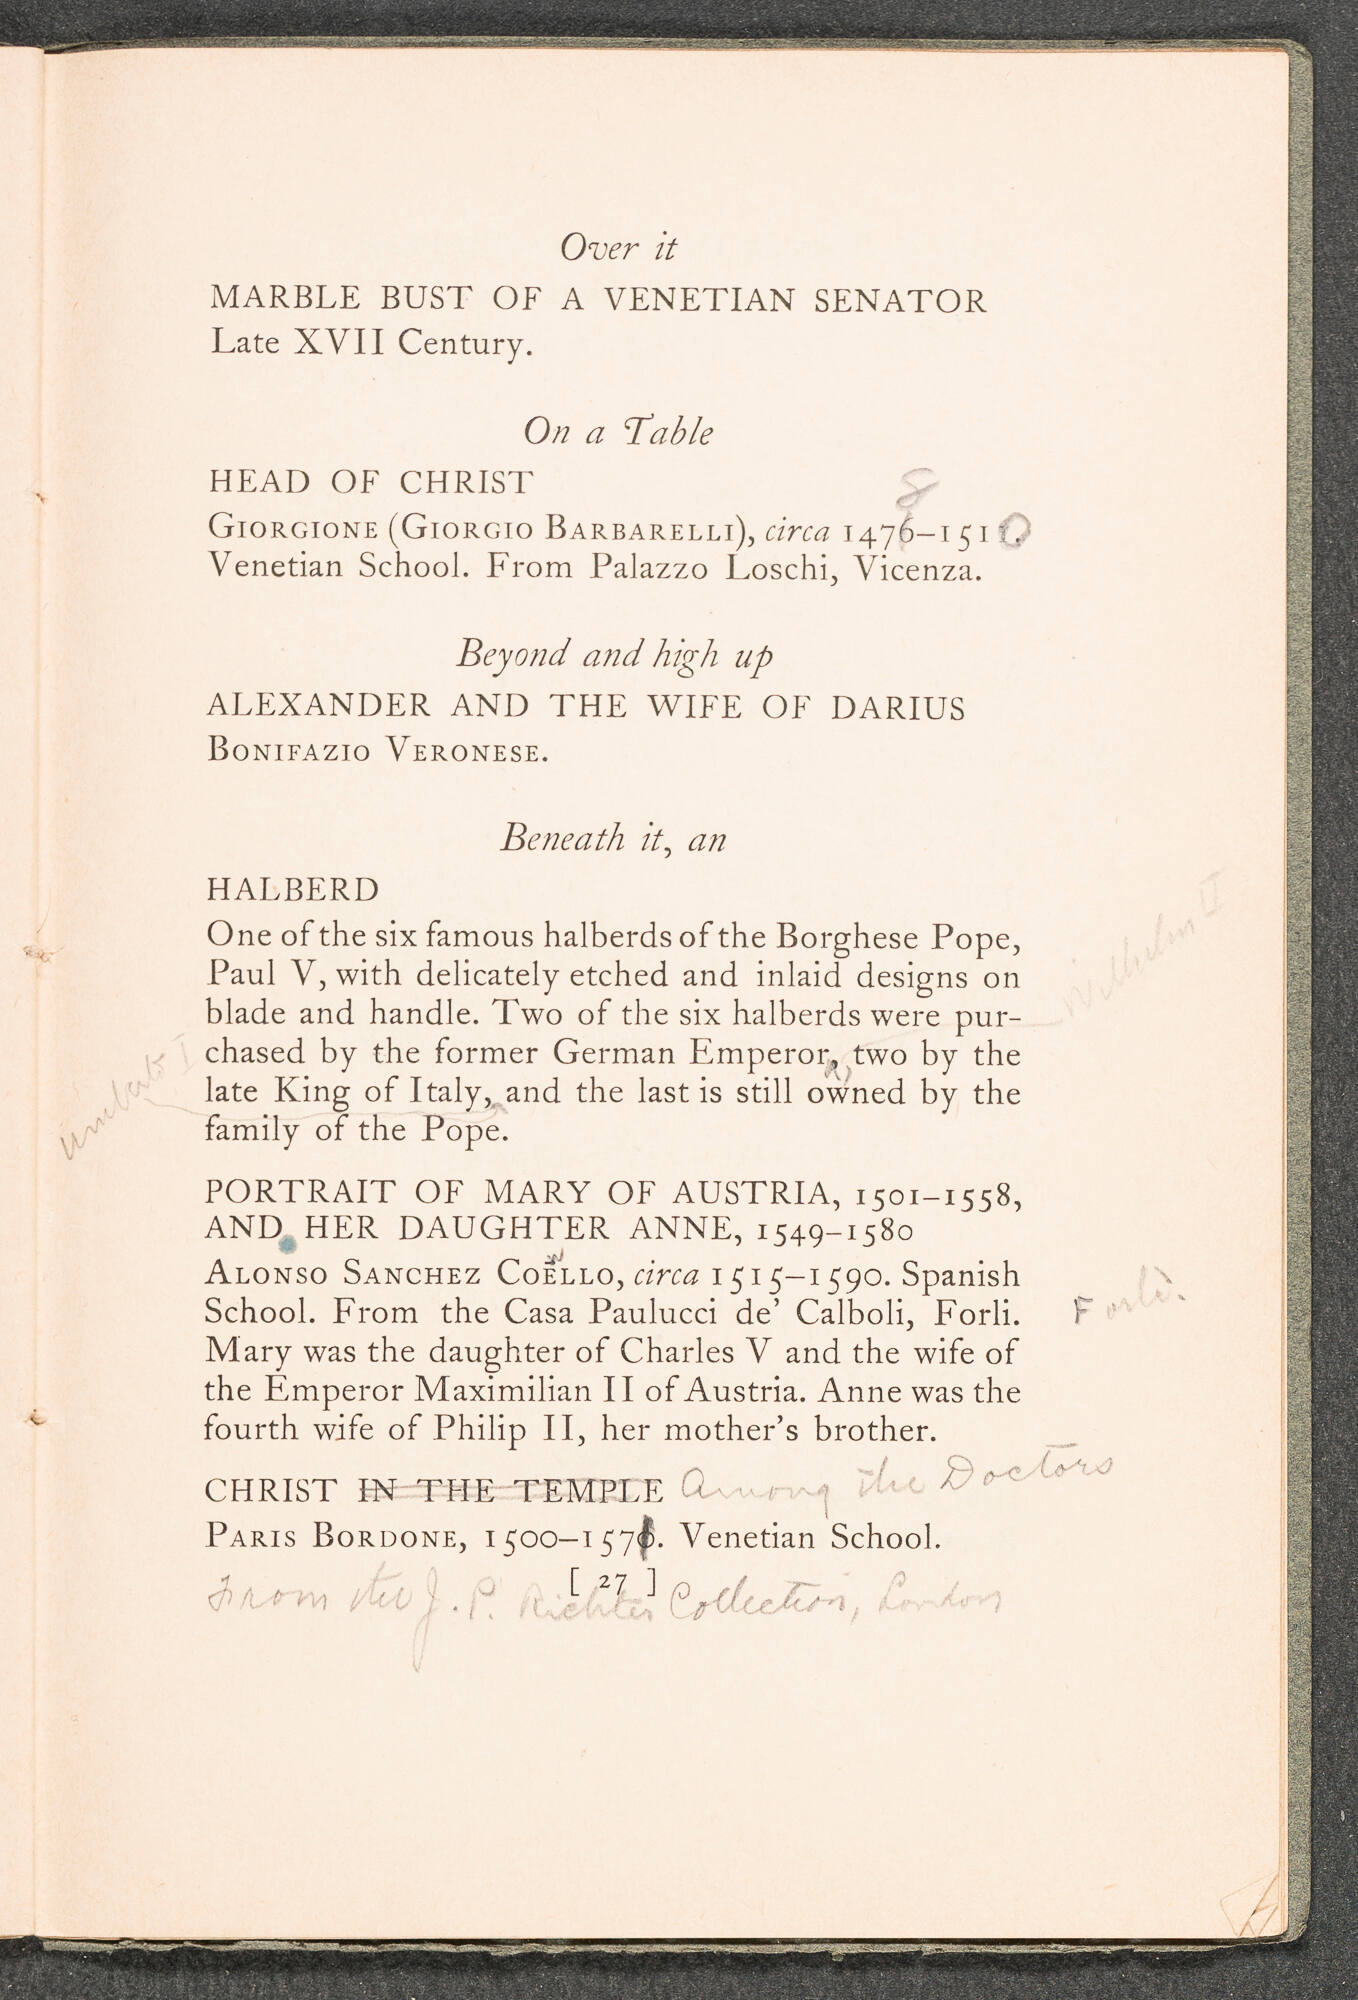 Over it
MARBLE BUST OF A VENETIAN SENATOR
Late XVII Century.
On a Table
HEAD OF CHRIST
8
GIORGIONE (GIORGIO BARBARELLI), circa 1476–1511. 0
Venetian School. From Palazzo Loschi, Vicenza.
Beyond and high up
ALEXANDER AND THE WIFE OF DARIUS
BONIFAZIO VERONESE.
Beneath it, an
HALBERD
One of the six famous halberds of the Borghese Pope,
Paul V, with delicately etched and inlaid designs on
blade and handle. Two of the six halberds were pur-
Wilhelm II
chased by the former German Emperor, two by the
Umberto I
late King of Italy, and the last is still owned by the
family of the Pope.
PORTRAIT OF MARY OF AUSTRIA, 1501–1558,
AND HER DAUGHTER ANNE, 1549–1580
ALONSO SANCHEZ COËLLO, circa 1515–1590. Spanish
School. From the Casa Paulucci de' Calboli, Forli.
Forlì.
Mary was the daughter of Charles V and the wife of
the Emperor Maximilian II of Austria. Anne was the
fourth wife of Philip II, her mother's brother.
CHRIST IN THE TEMPLE Among the Doctors
PARIS BORDONE, 1500–1571. Venetian School.
[ 27 ]
From the J. P. Richter Collection, London